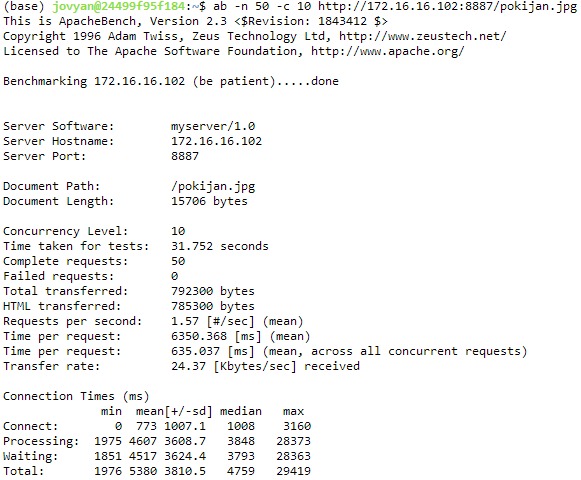 (base) jovyan@24499f95f184:~$ ab -n 50 -c 10 http://172.16.16.102:8887/pokijan.jpg
This is ApacheBench, Version 2.3 <$Revision: 1843412 $>
Copyright 1996 Adam Twiss, Zeus Technology Ltd, http://www.zeustech.net/
Licensed to The Apache Software Foundation, http://www.apache.org/
Benchmarking 172.16.16.102 (be patient).....done
Server Software: myserver/1.0
Server Hostname: 172.16.16.102
Server Port: 8887
Document Path: /pokijan.jpg
Document Length: 15706 bytes
Concurrency Level: 10
Time taken for tests: 31.752 seconds
Complete requests: 50
Failed requests: 0
Total transferred: 792300 bytes
HTML transferred: 785300 bytes
Requests per second: 1.57 [#/sec] (mean)
Time per request: 6350.368 [ms] (mean)
Time per request: 635.037 [ms] (mean, across all concurrent requests)
Transfer rate: 24.37 [Kbytes/sec] received
Connection Times (ms)
min mean[+/-sd] median max
Connect: 0 773 1007.1 1008 3160
Processing: 1975 4607 3608.7 3848 28373
Waiting: 1851 4517 3624.4 3793 28363
Total: 1976 5380 3810.5 4759 29419